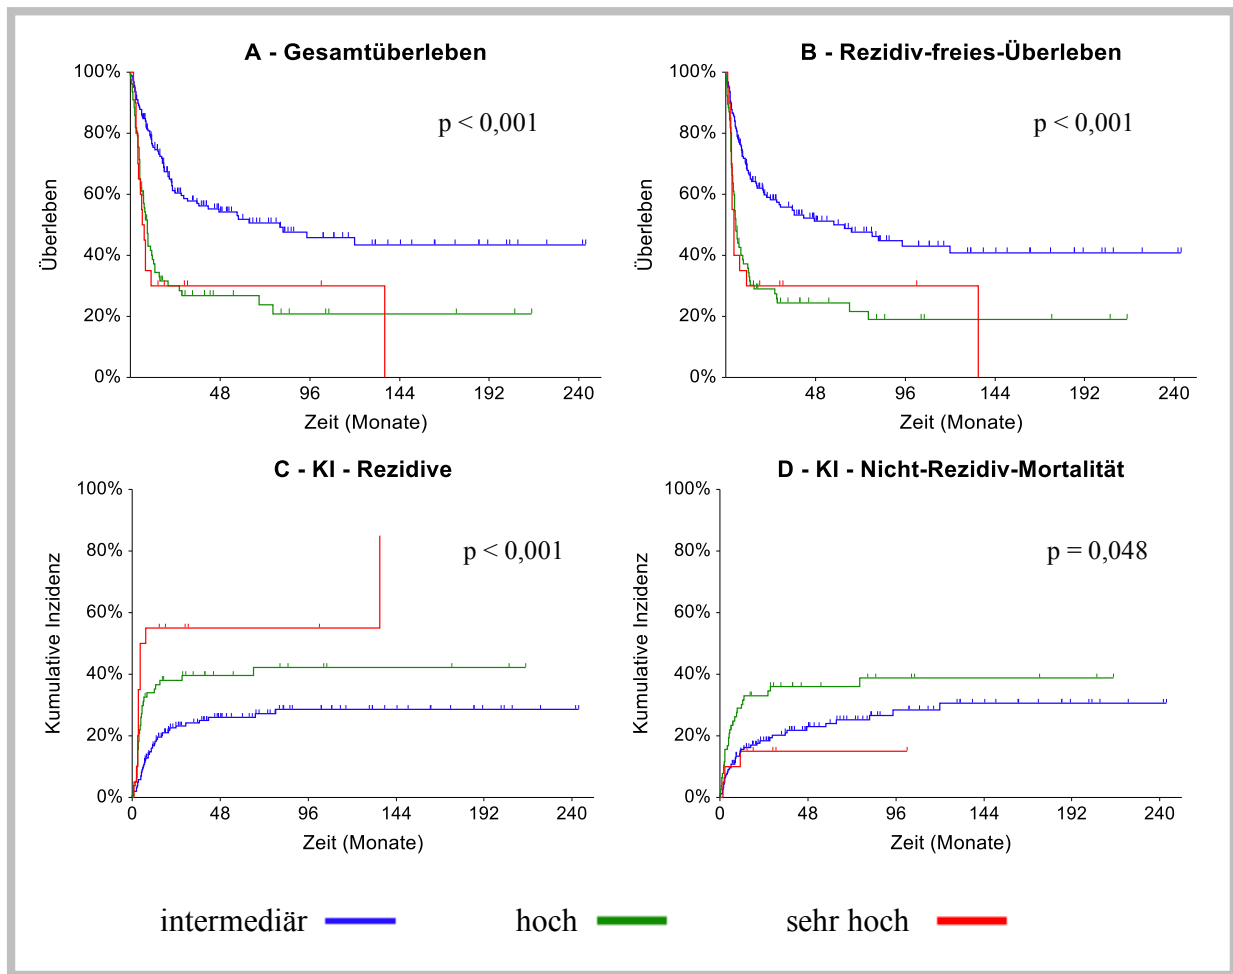 A - Gesamtüberleben
100%
80%
60%
40%
20%
0%
Überleben
p < 0,001
48 96 144 192 240
Zeit (Monate)
B - Rezidiv-freies-Überleben
100%
80%
60%
40%
20%
0%
Überleben
p < 0,001
48 96 144 192 240
Zeit (Monate)
C - KI - Rezidive
100%
80%
60%
40%
20%
0%
Kumulative Inzidenz
p < 0,001
0 48 96 144 192 240
Zeit (Monate)
D - KI - Nicht-Rezidiv-Mortalität
100%
80%
60%
40%
20%
0%
Kumulative Inzidenz
p = 0,048
0 48 96 144 192 240
Zeit (Monate)
intermediär hoch sehr hoch